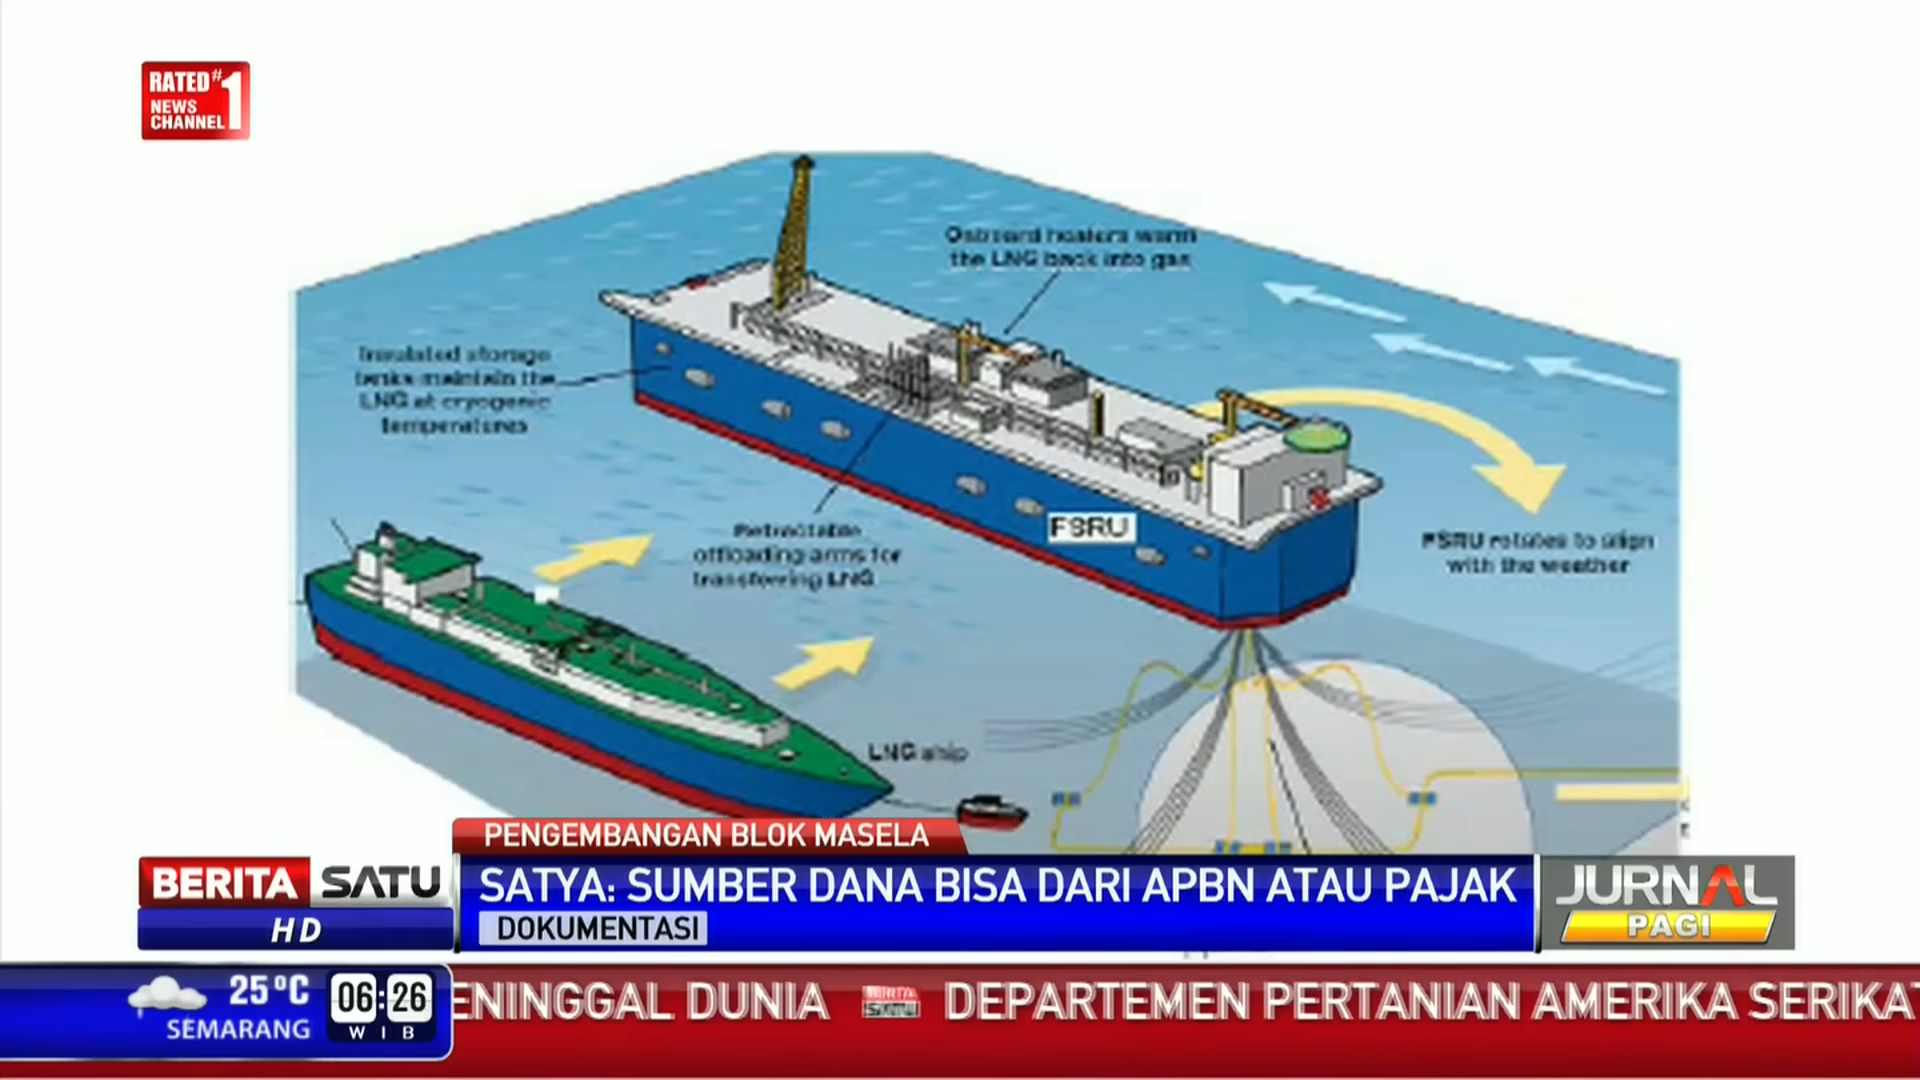 RATED #1
NEWS
CHANNEL
Onboard heaters warm
the LNG back into gas
Insulated storage
tanks maintain the
LNG at cryogenic
temperatures
Retractable
offloading arms for
transferring LNG
FSRU
FSRU rotates to align
with the weather
LNG ship
PENGEMBANGAN BLOK MASELA
BERITA SATU
HD
SATYA: SUMBER DANA BISA DARI APBN ATAU PAJAK
DOKUMENTASI
JURNAL
PAGI
25°C
SEMARANG
06:26
WIB
ENINGGAL DUNIA BERITA SATU DEPARTEMEN PERTANIAN AMERIKA SERIKAT